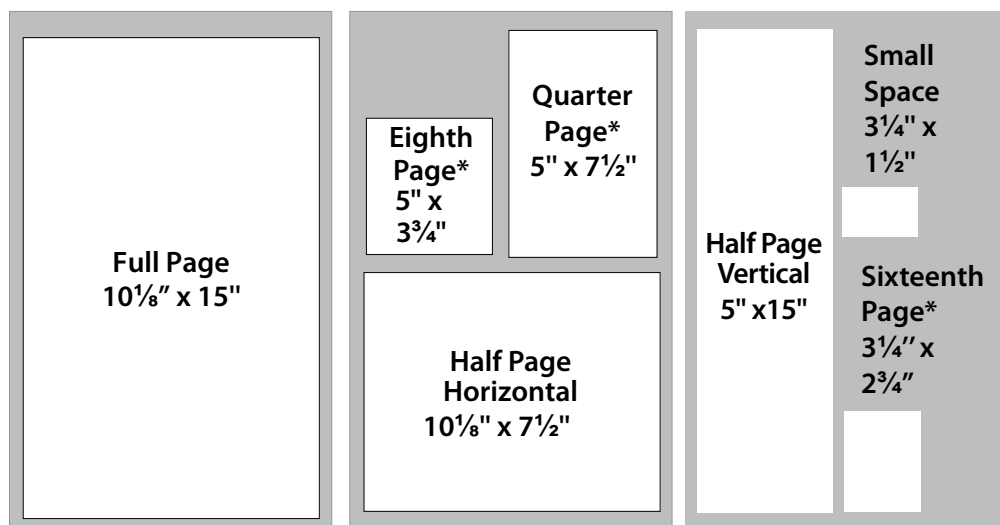 Full Page
10⅛” x 15"
Eighth
Page*
5" x
3¾"
Quarter
Page*
5" x 7½"
Half Page
Horizontal
10⅛" x 7½"
Half Page
Vertical
5" x15"
Small
Space
3¼" x
1½"
Sixteenth
Page*
3¼” x
2¾”